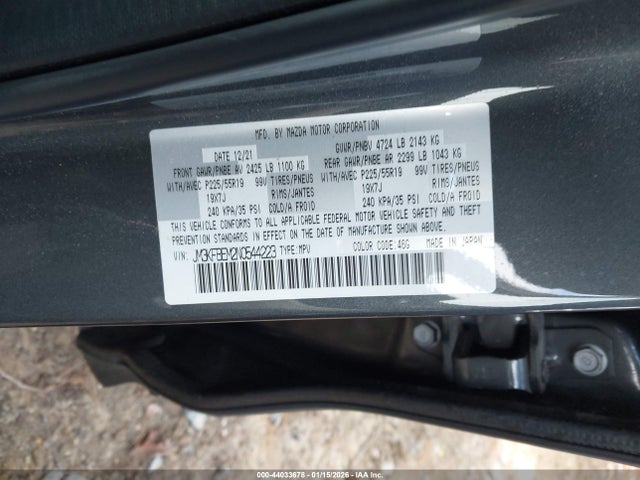 MFD. BY MAZDA MOTOR CORPORATION
DATE 12/21 GVWR/PNBV 4724 LB 2143 KG
FRONT GAWR/PNBE AV 2425 LB 1100 KG REAR GAWR/PNBE AR 2299 LB 1043 KG
WITH/AVEC P225/55R19 99V TIRES/PNEUS WITH/AVEC P225/55R19 99V TIRES/PNEUS
19X7J RIMS/JANTES 19X7J RIMS/JANTES
240 KPA/35 PSI COLD/A FROID 240 KPA/35 PSI COLD/A FROID
THIS VEHICLE CONFORMS TO ALL APPLICABLE FEDERAL MOTOR VEHICLE SAFETY AND THEFT
PREVENTION STANDARDS IN EFFECT ON THE DATE OF MANUFACTURE SHOWN ABOVE.
VIN: JM3KFBEM2N0544223 TYPE: MPV COLOR CODE: 46G MADE IN JAPAN
000-44033678 - 01/15/2026 - IAA Inc.